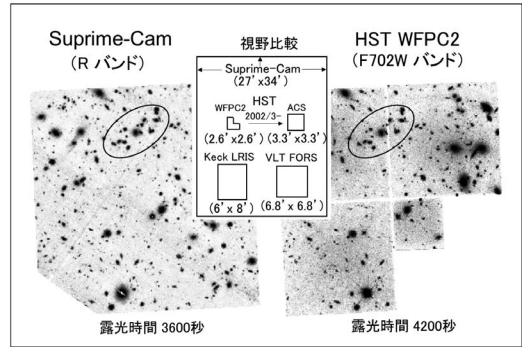 Suprime-Cam
(R バンド)
視野比較
Suprime-Cam
(27'x34')
HST
WFPC2
2002/3-
ACS
(2.6'x2.6')
(3.3'x3.3')
Keck LRIS
VLT FORS
(6'x 8')
(6.8'x 6.8')
HST WFPC2
(F702W バンド)
露光時間 3600秒
露光時間 4200秒